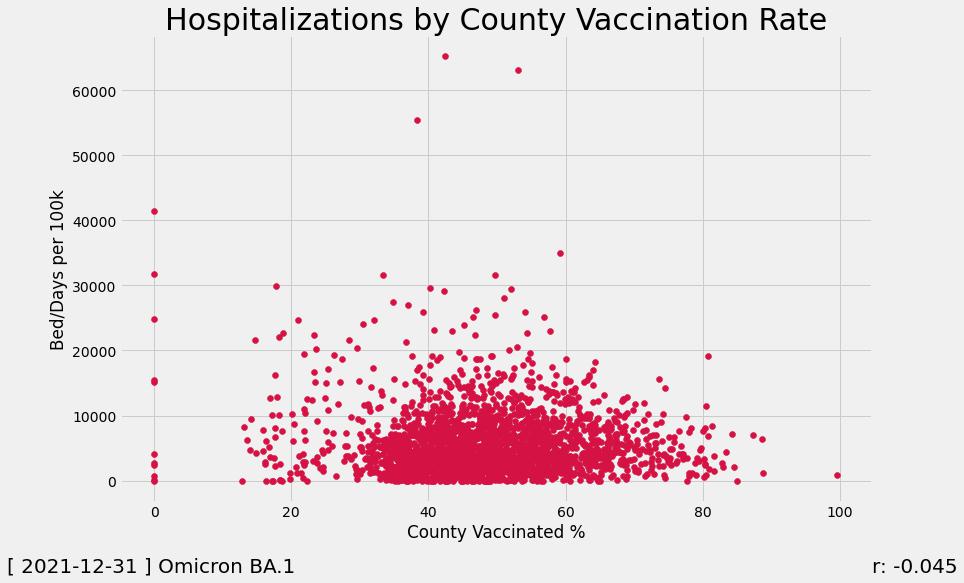 Hospitalizations by County Vaccination Rate
60000
50000
40000
30000
20000
10000
0
Bed/Days per 100k
0 20 40 60 80 100
County Vaccinated %
[ 2021-12-31 ] Omicron BA.1
r: -0.045